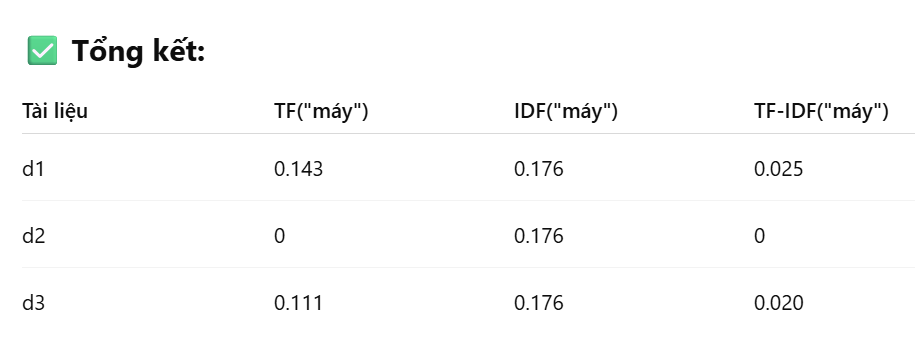 ✅ Tổng kết:
Tài liệu TF("máy") IDF("máy") TF-IDF("máy")
d1 0.143 0.176 0.025
d2 0 0.176 0
d3 0.111 0.176 0.020